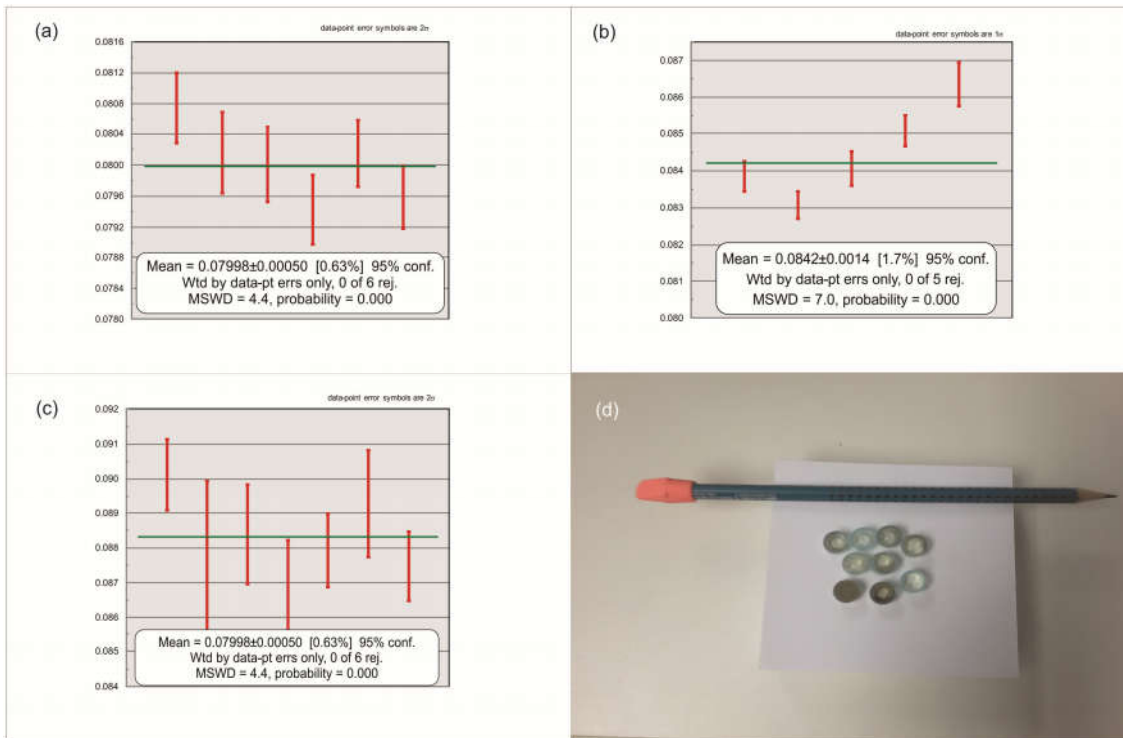 (a)
data-point error symbols are 2σ
0.0816
0.0812
0.0808
0.0804
0.0800
0.0796
0.0792
0.0788
0.0784
0.0780
Mean = 0.07998±0.00050 [0.63%] 95% conf.
Wtd by data-pt errs only, 0 of 6 rej.
MSWD = 4.4, probability = 0.000
(b)
data-point error symbols are 1σ
0.087
0.086
0.085
0.084
0.083
0.082
0.081
0.080
Mean = 0.0842±0.0014 [1.7%] 95% conf.
Wtd by data-pt errs only, 0 of 5 rej.
MSWD = 7.0, probability = 0.000
(c)
data-point error symbols are 2σ
0.092
0.091
0.090
0.089
0.088
0.087
0.086
0.085
0.084
Mean = 0.07998±0.00050 [0.63%] 95% conf.
Wtd by data-pt errs only, 0 of 6 rej.
MSWD = 4.4, probability = 0.000
(d)